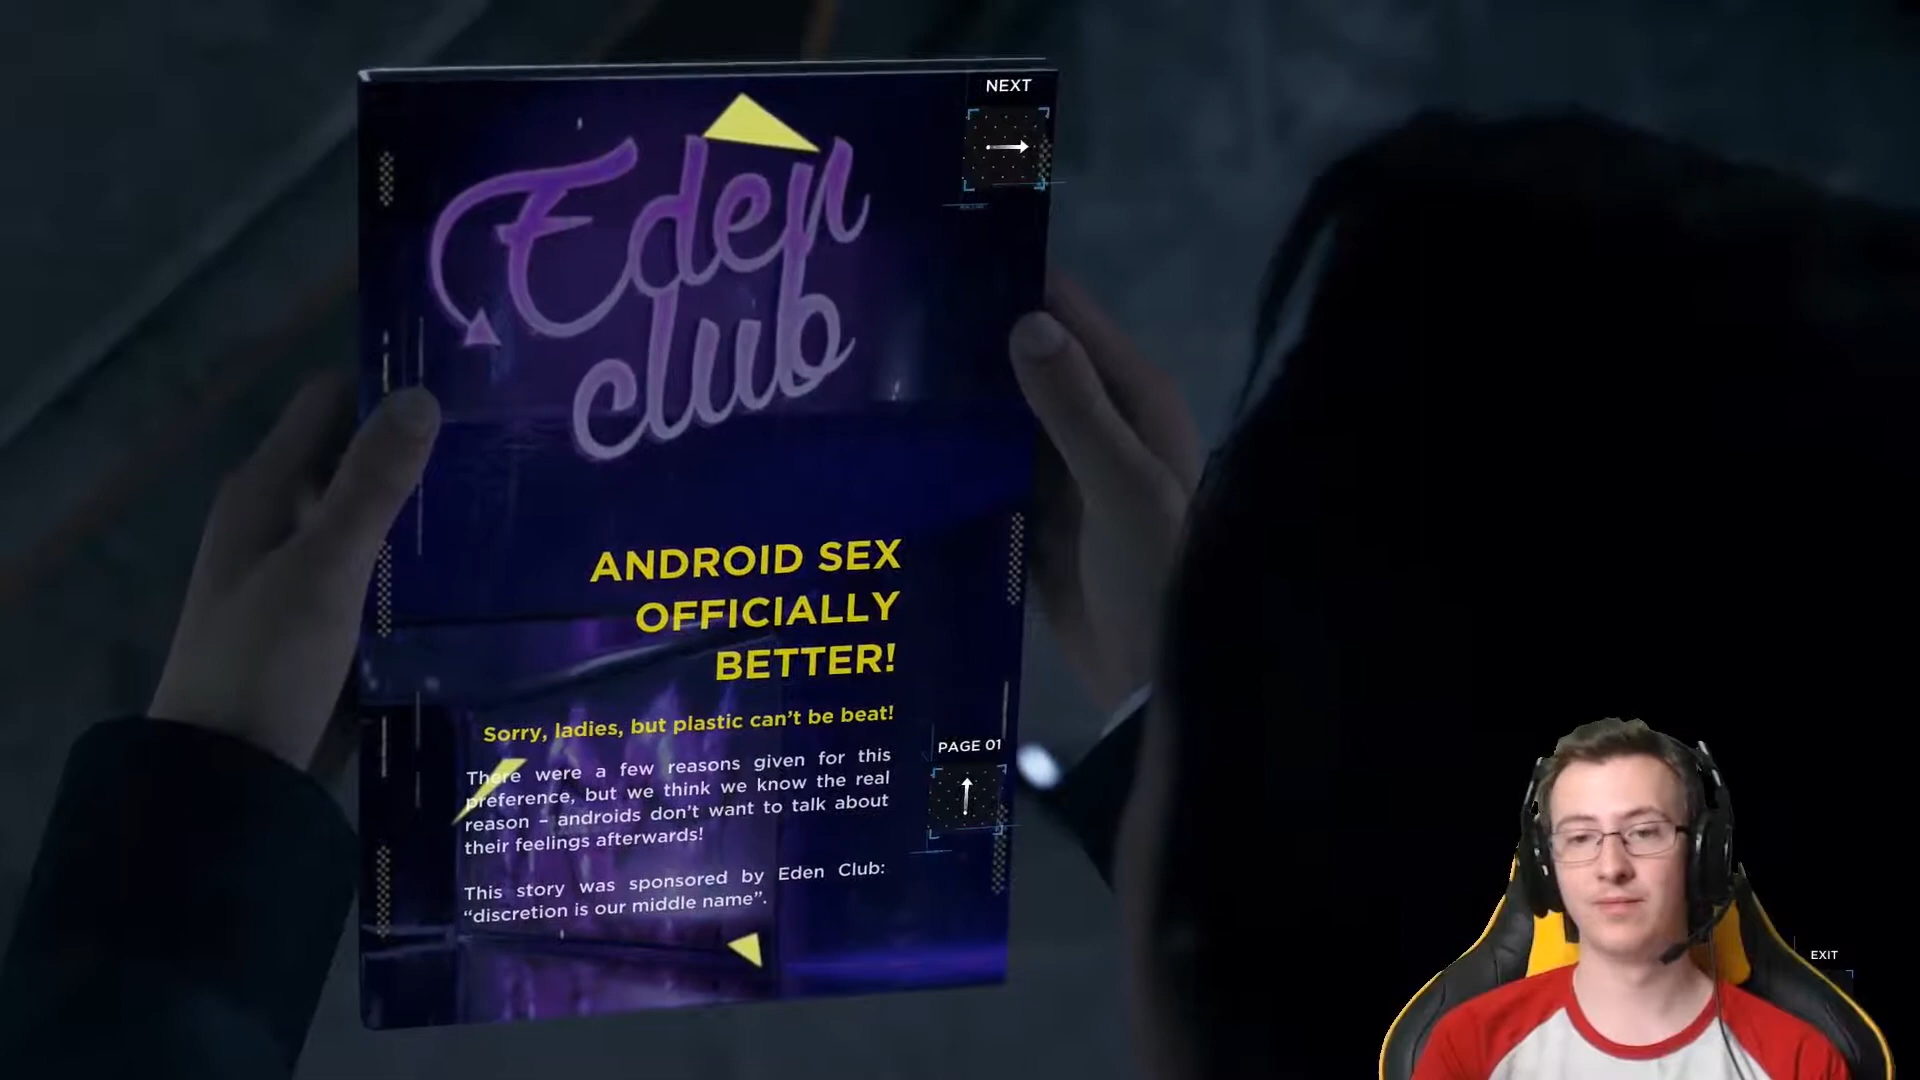 NEXT
Eden
club
ANDROID SEX
OFFICIALLY
BETTER!
Sorry, ladies, but plastic can't be beat!
There were a few reasons given for this
preference, but we think we know the real
reason – androids don't want to talk about
their feelings afterwards!
This story was sponsored by Eden Club:
"discretion is our middle name".
PAGE 01
EXIT